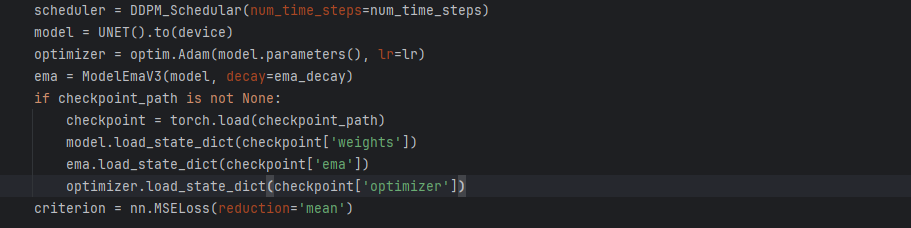 scheduler = DDPM_Schedular(num_time_steps=num_time_steps)
model = UNET().to(device)
optimizer = optim.Adam(model.parameters(), lr=lr)
ema = ModelEmaV3(model, decay=ema_decay)
if checkpoint_path is not None:
    checkpoint = torch.load(checkpoint_path)
    model.load_state_dict(checkpoint['weights'])
    ema.load_state_dict(checkpoint['ema'])
    optimizer.load_state_dict(checkpoint['optimizer'])
criterion = nn.MSELoss(reduction='mean')